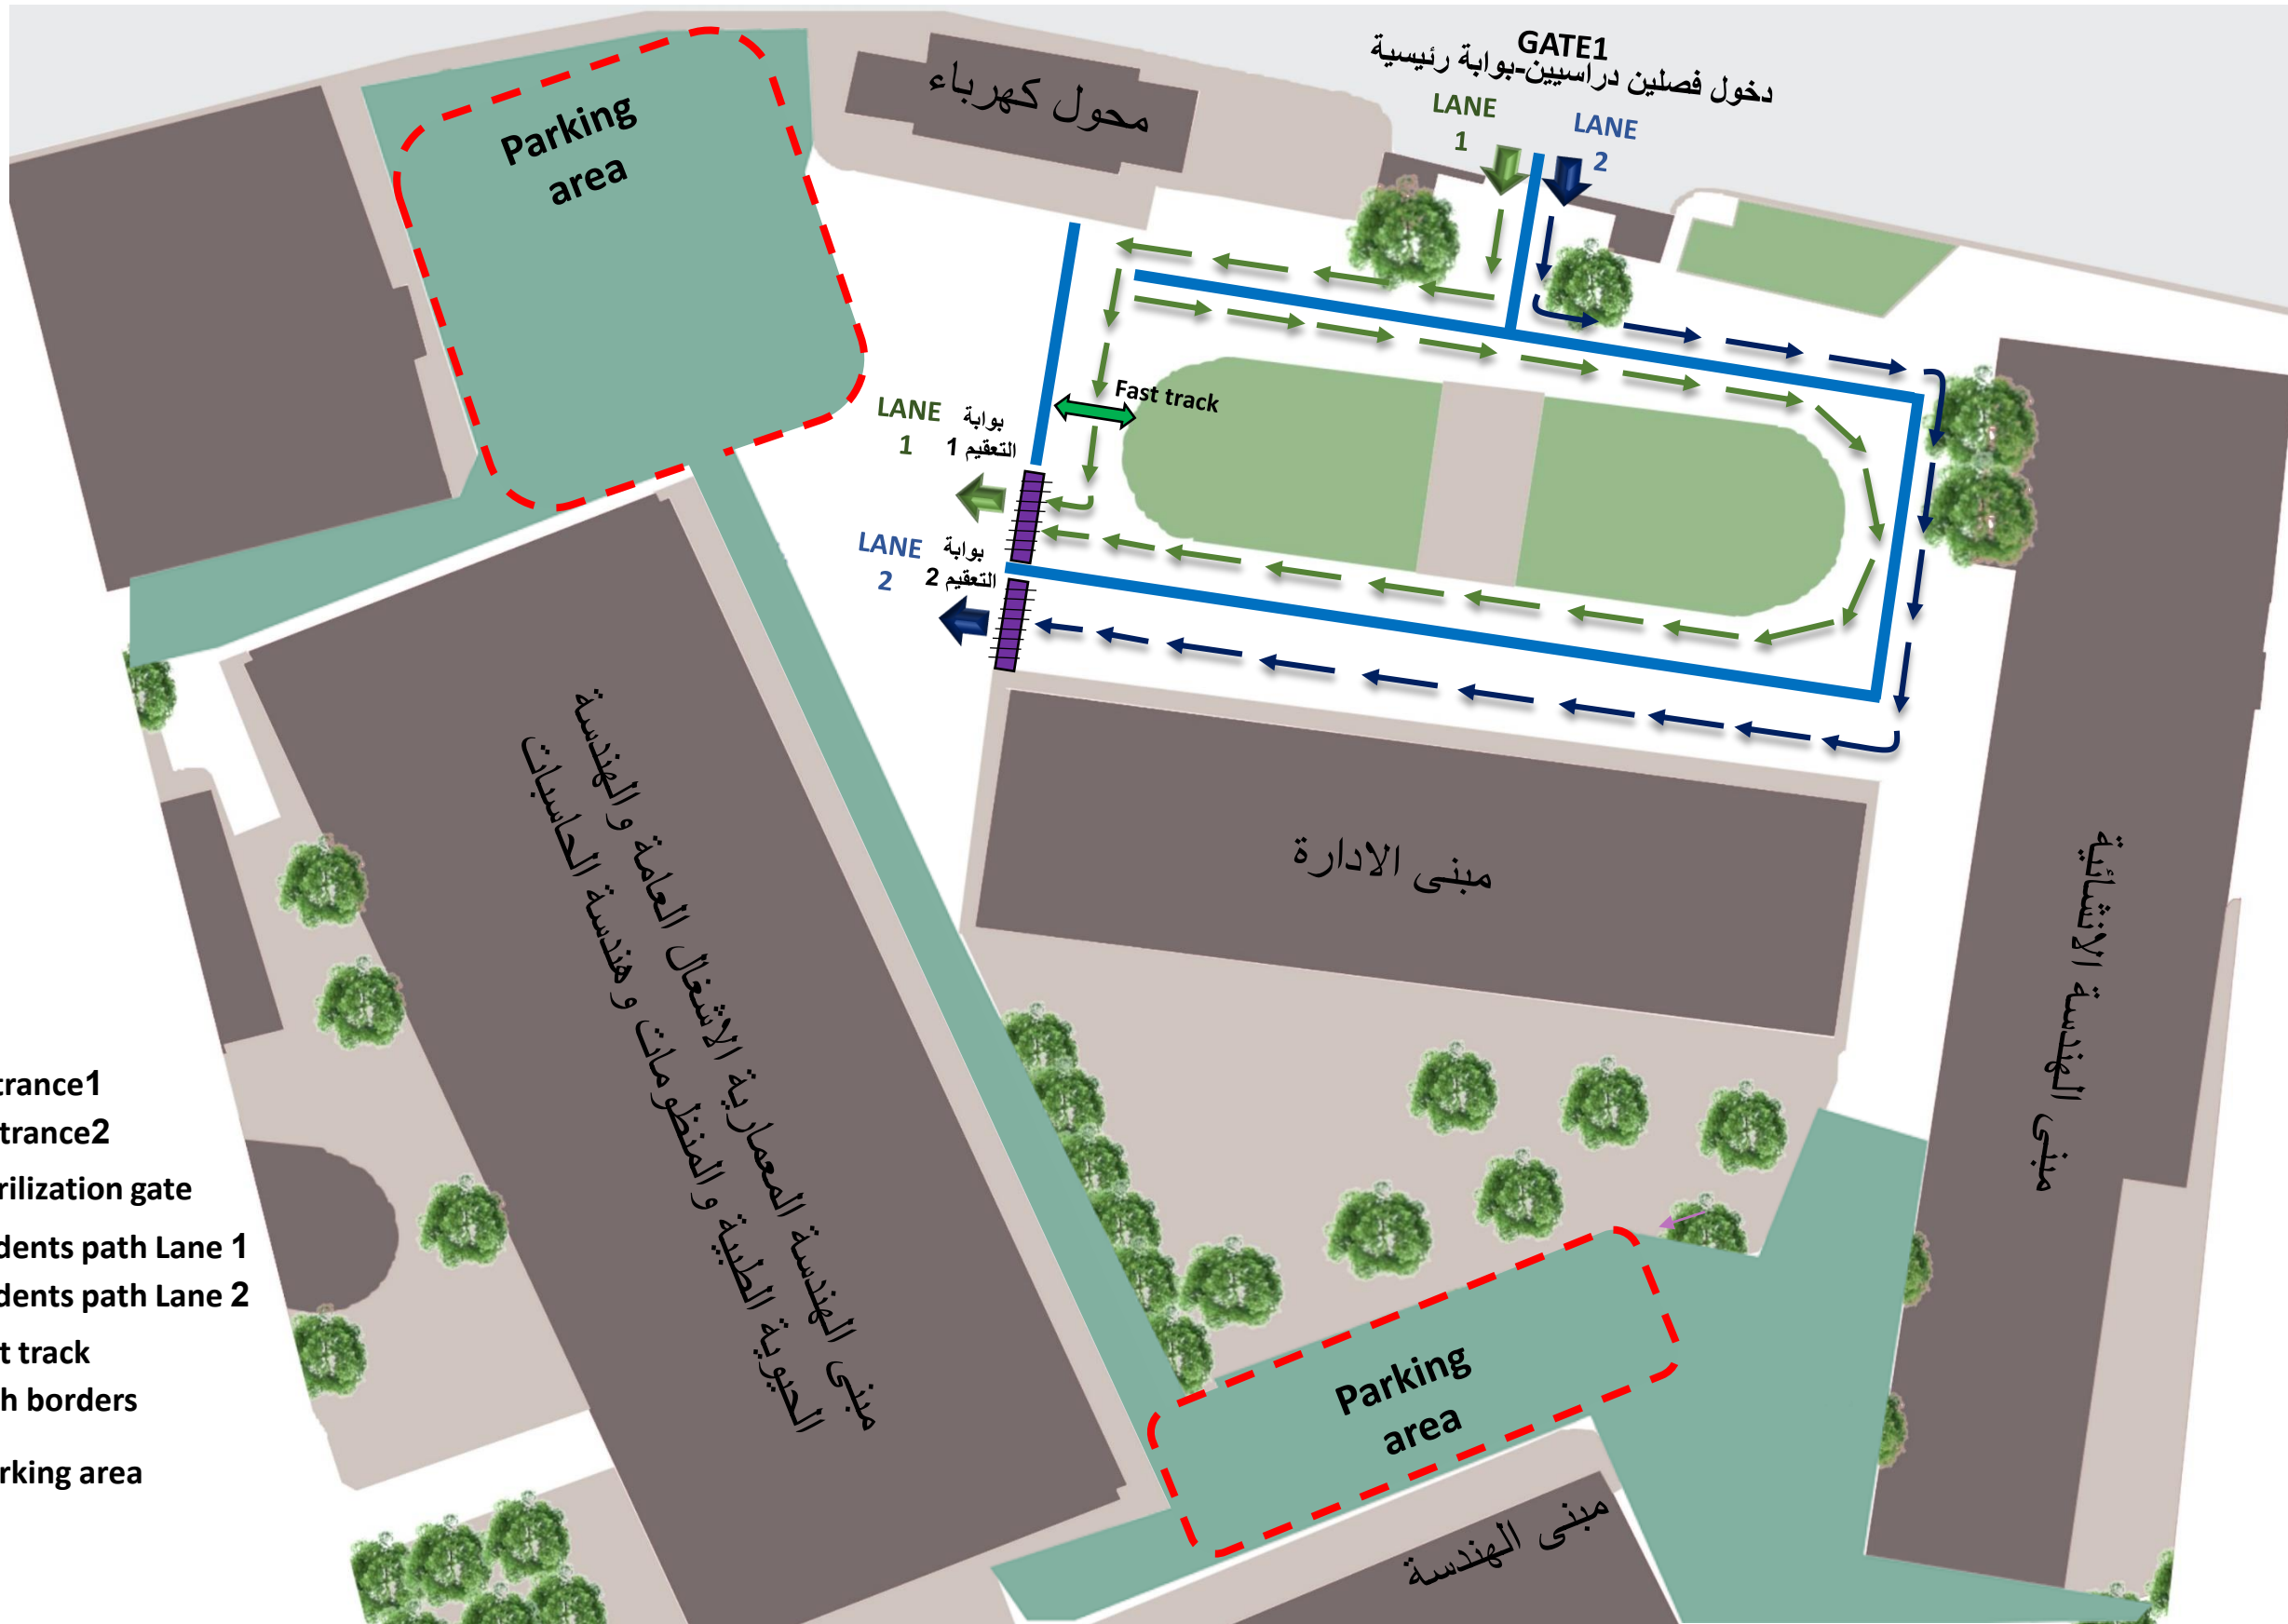 GATE1
دخول فصلين دراسيين-بوابة رئيسية
LANE
1
LANE
2
محول كهرباء
Parking
area
Fast track
LANE
1
بوابة
التعقيم 1
LANE
2
بوابة
التعقيم 2
مبنى الادارة
مبنى الهندسة الانشائية
مبنى الهندسة المعمارية الاشغال العامة والهندسة
الحيوية الطبية والمنظومات وهندسة الحاسبات
trance1
trance2
rilization gate
dents path Lane 1
dents path Lane 2
t track
h borders
rking area
Parking
area
مبنى الهندسة